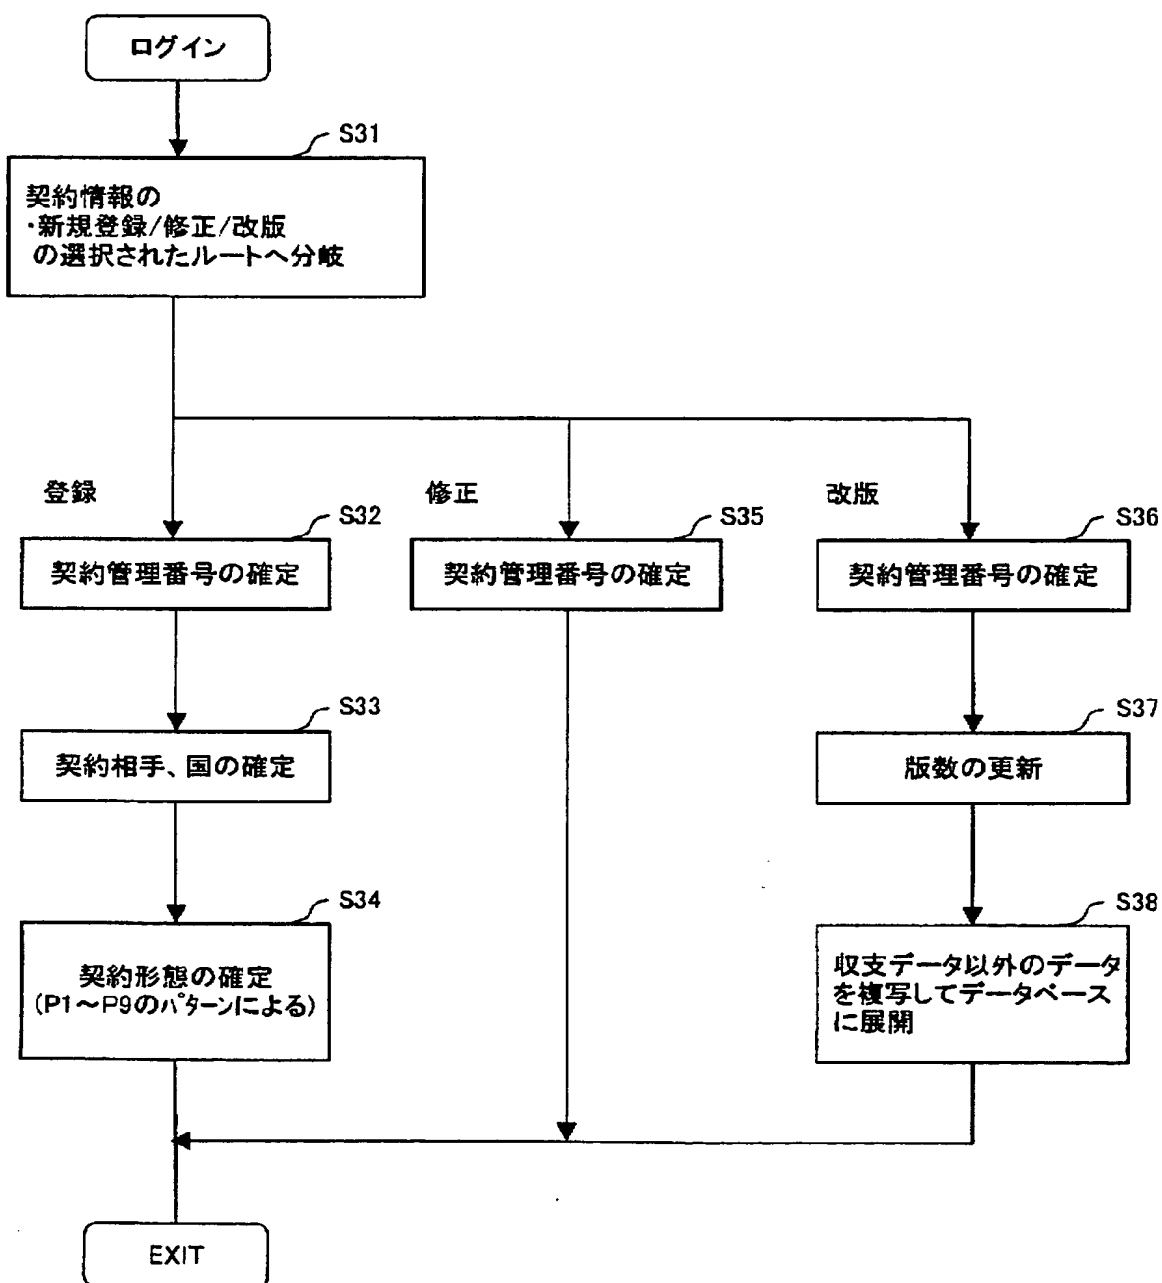 ログイン
S31
契約情報の
・新規登録/修正/改版
の選択されたルートへ分岐
登録
修正
改版
S32
S35
S36
契約管理番号の確定
契約管理番号の確定
契約管理番号の確定
S33
S37
契約相手、国の確定
版数の更新
S34
S38
契約形態の確定
(P1～P9のパターンによる)
収支データ以外のデータ
を複写してデータベース
に展開
EXIT